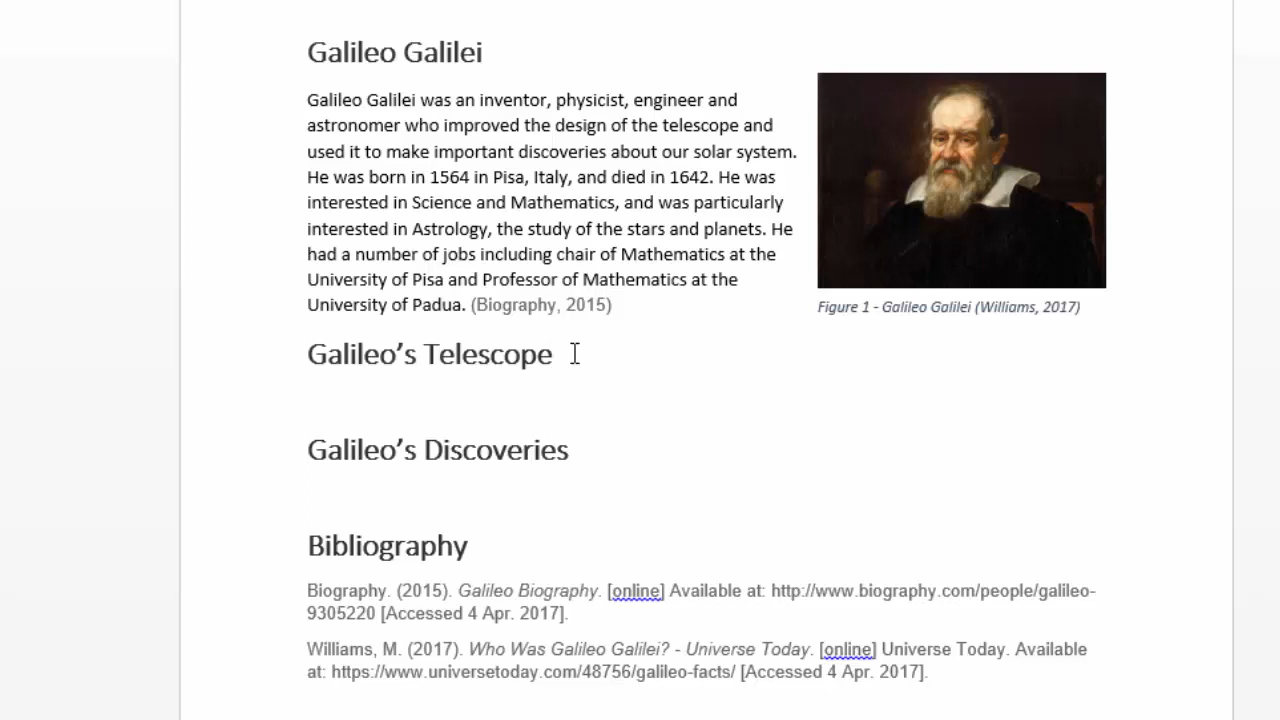 Galileo Galilei
Galileo Galilei was an inventor, physicist, engineer and
astronomer who improved the design of the telescope and
used it to make important discoveries about our solar system.
He was born in 1564 in Pisa, Italy, and died in 1642. He was
interested in Science and Mathematics, and was particularly
interested in Astrology, the study of the stars and planets. He
had a number of jobs including chair of Mathematics at the
University of Pisa and Professor of Mathematics at the
University of Padua. (Biography, 2015)
Figure 1 - Galileo Galilei (Williams, 2017)
Galileo’s Telescope
Galileo’s Discoveries
Bibliography
Biography. (2015). Galileo Biography. [online] Available at: http://www.biography.com/people/galileo-
9305220 [Accessed 4 Apr. 2017].
Williams, M. (2017). Who Was Galileo Galilei? - Universe Today. [online] Universe Today. Available
at: https://www.universetoday.com/48756/galileo-facts/ [Accessed 4 Apr. 2017].